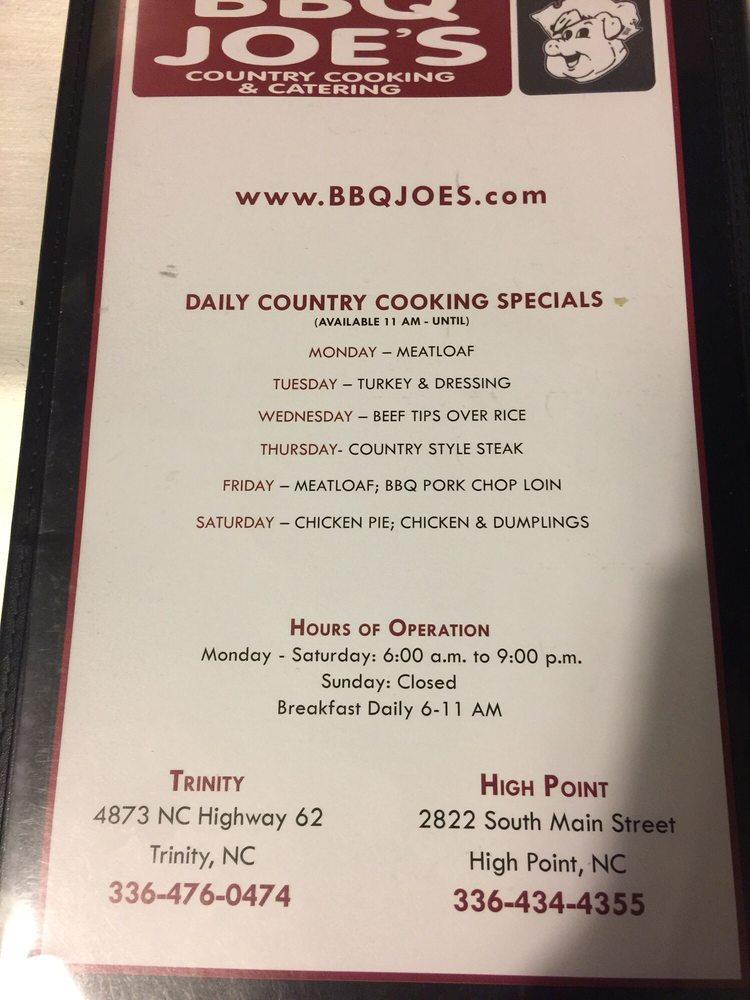 BBQ
JOE'S
COUNTRY COOKING
& CATERING
www.BBQJOES.com
DAILY COUNTRY COOKING SPECIALS
(AVAILABLE 11 AM - UNTIL)
MONDAY – MEATLOAF
TUESDAY – TURKEY & DRESSING
WEDNESDAY – BEEF TIPS OVER RICE
THURSDAY- COUNTRY STYLE STEAK
FRIDAY – MEATLOAF; BBQ PORK CHOP LOIN
SATURDAY – CHICKEN PIE; CHICKEN & DUMPLINGS
HOURS OF OPERATION
Monday - Saturday: 6:00 a.m. to 9:00 p.m.
Sunday: Closed
Breakfast Daily 6-11 AM
TRINITY
4873 NC Highway 62
Trinity, NC
336-476-0474
HIGH POINT
2822 South Main Street
High Point, NC
336-434-4355